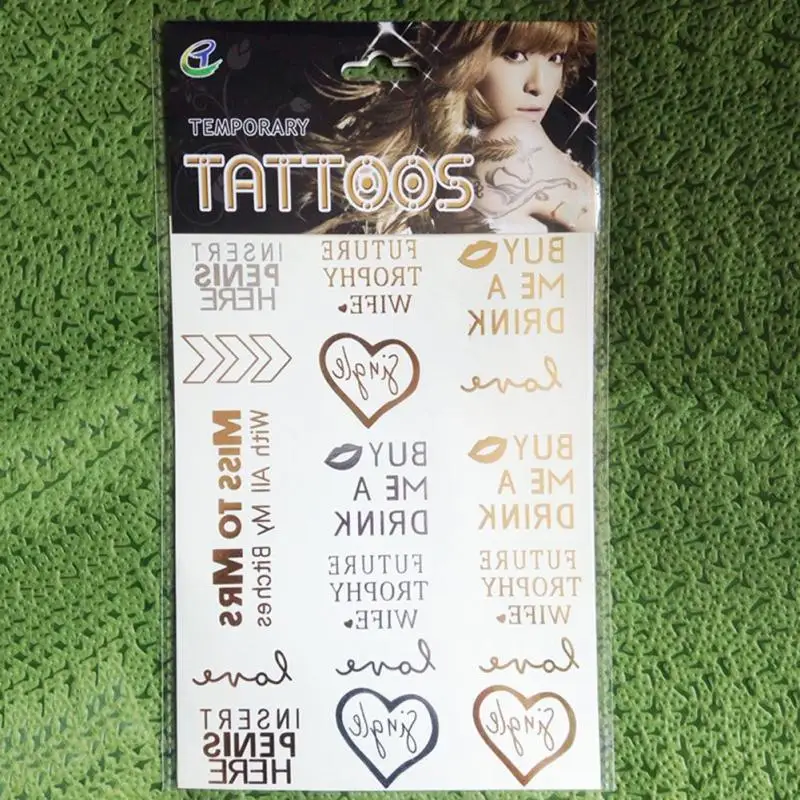 TEMPORARY
TATTOOS
INSERT
PENIS
HERE
FUTURE
TROPHY
WIFE
BUY
ME A
DRINK
single
love
MISS TO MRS
With All My Bitches
BUY
ME A
DRINK
BUY
ME A
DRINK
FUTURE
TROPHY
WIFE
FUTURE
TROPHY
WIFE
love
love
love
INSERT
PENIS
HERE
single
single